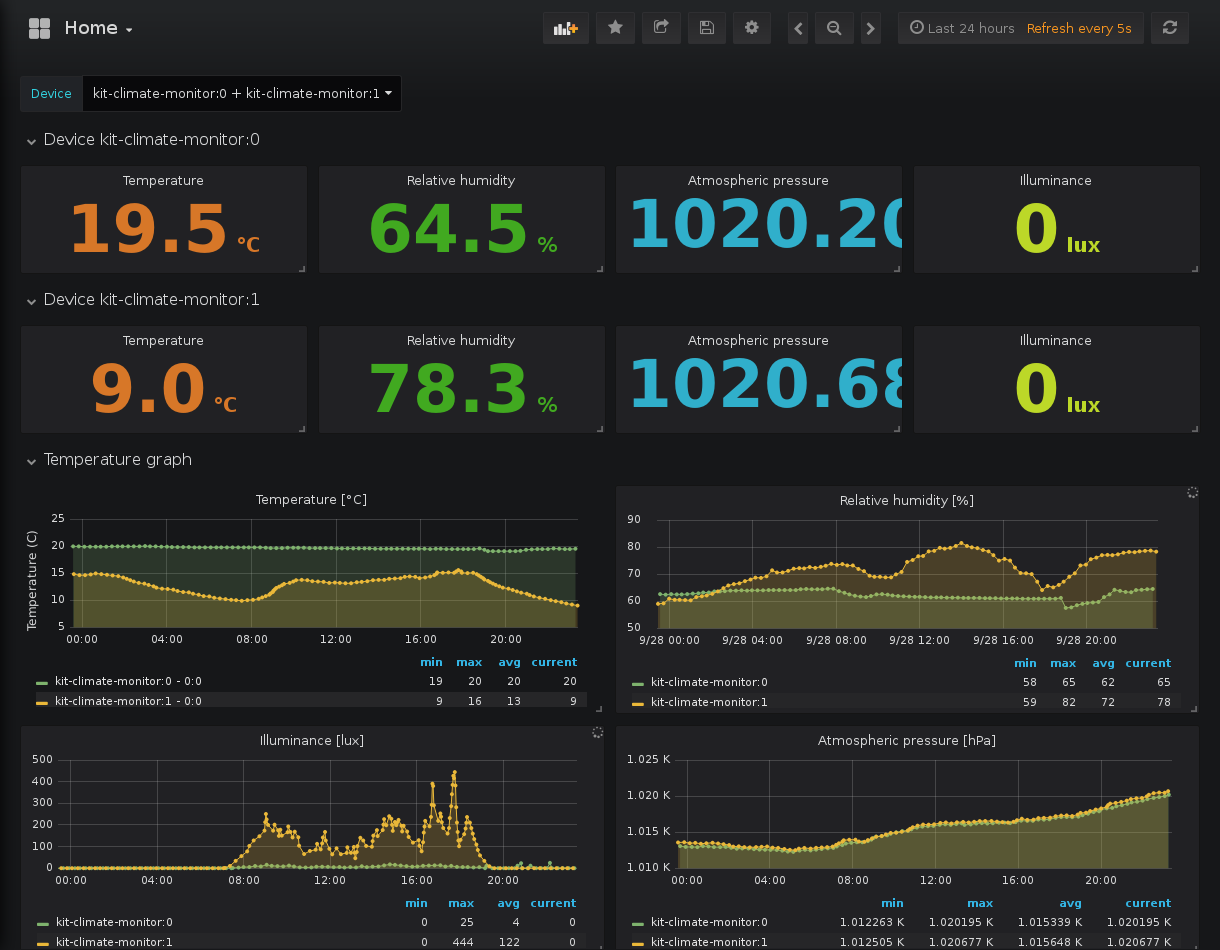 Home
Last 24 hours Refresh every 5s
Device kit-climate-monitor:0 + kit-climate-monitor:1
Device kit-climate-monitor:0
Temperature Relative humidity Atmospheric pressure Illuminance
19.5 °C 64.5 % 1020.20 0 lux
Device kit-climate-monitor:1
Temperature Relative humidity Atmospheric pressure Illuminance
9.0 °C 78.3 % 1020.68 0 lux
Temperature graph
Temperature [°C]
Temperature (C)
25
20
15
10
5
00:00 04:00 08:00 12:00 16:00 20:00
min max avg current
kit-climate-monitor:0 - 0:0 19 20 20 20
kit-climate-monitor:1 - 0:0 9 16 13 9
Relative humidity [%]
90
80
70
60
50
9/28 00:00 9/28 04:00 9/28 08:00 9/28 12:00 9/28 16:00 9/28 20:00
min max avg current
kit-climate-monitor:0 58 65 62 65
kit-climate-monitor:1 59 82 72 78
Illuminance [lux]
500
400
300
200
100
0
00:00 04:00 08:00 12:00 16:00 20:00
min max avg current
kit-climate-monitor:0 0 25 4 0
kit-climate-monitor:1 0 444 122 0
Atmospheric pressure [hPa]
1.025 K
1.020 K
1.015 K
1.010 K
00:00 04:00 08:00 12:00 16:00 20:00
min max avg current
kit-climate-monitor:0 1.012263 K 1.020195 K 1.015339 K 1.020195 K
kit-climate-monitor:1 1.012505 K 1.020677 K 1.015648 K 1.020677 K